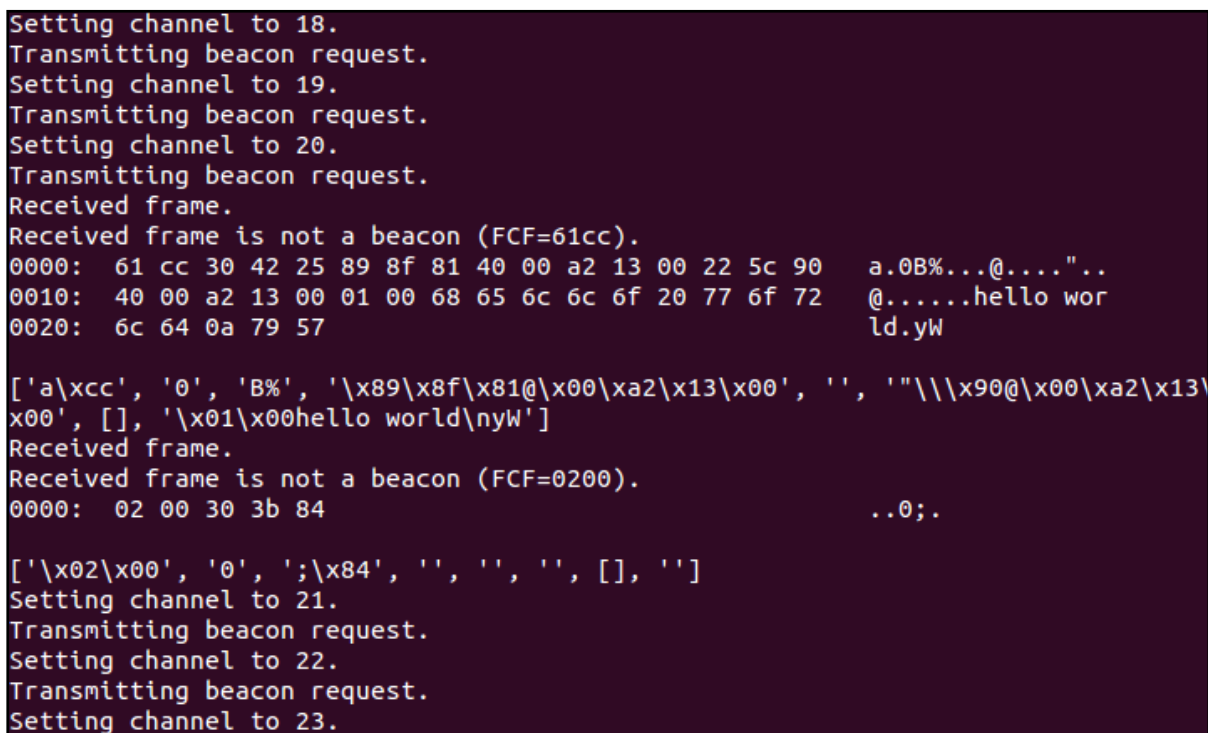 Setting channel to 18.
Transmitting beacon request.
Setting channel to 19.
Transmitting beacon request.
Setting channel to 20.
Transmitting beacon request.
Received frame.
Received frame is not a beacon (FCF=61cc).
0000:  61 cc 30 42 25 89 8f 81 40 00 a2 13 00 22 5c 90   a.0B%...@...."..
0010:  40 00 a2 13 00 01 00 68 65 6c 6c 6f 20 77 6f 72   @......hello wor
0020:  6c 64 0a 79 57                                    ld.yW
['a\xcc', '0', 'B%', '\x89\x8f\x81@\x00\xa2\x13\x00', '', '"\\\x90@\x00\xa2\x13\
x00', [], '\x01\x00hello world\nyW']
Received frame.
Received frame is not a beacon (FCF=0200).
0000:  02 00 30 3b 84                                    ..0;.
['\x02\x00', '0', ';\x84', '', '', '', [], '']
Setting channel to 21.
Transmitting beacon request.
Setting channel to 22.
Transmitting beacon request.
Setting channel to 23.